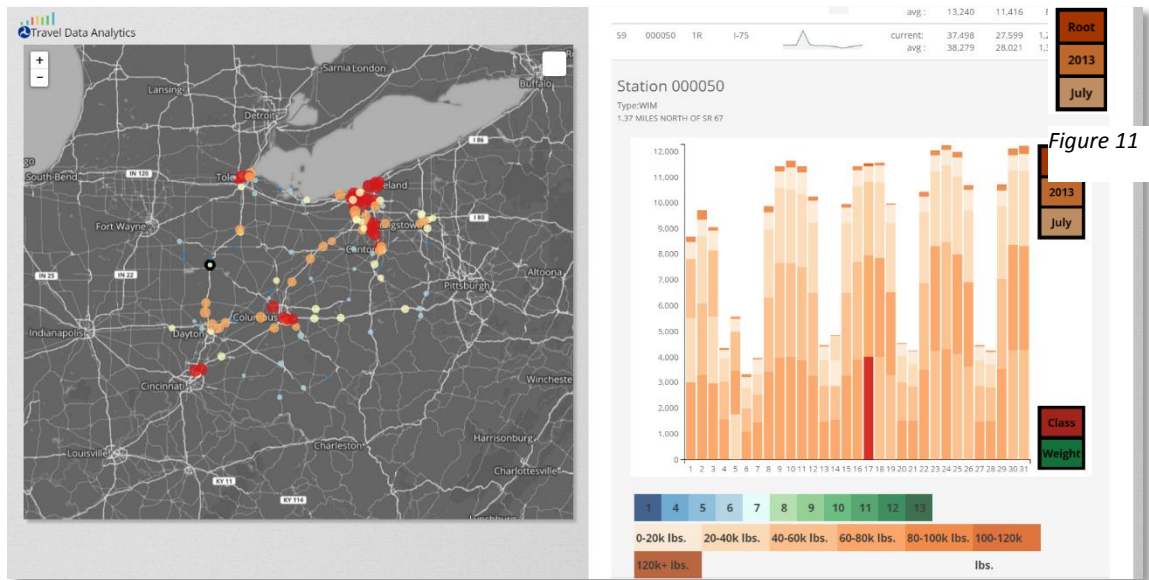 Travel Data Analytics
+
−
Sarnia London
Buffalo
Lansing
Detroit
I 86
South Bend
IN 120
I 80
Fort Wayne
Canton
IN 25
IN 22
Altoona
Pittsburgh
Columbus
Indianapolis
Dayton
Cincinnati
Wincheste
Charleston
Harrisonburg
Louisville
Charlottesville
KY 11
KY 114
Lynchburg
avg : 13,240 11,416
59 000050 1R I-75 current: 37,498 27,599 1,2
avg : 38,279 28,021 1,3
Root
2013
July
Station 000050
Type:WIM
1.37 MILES NORTH OF SR 67
Figure 11
2013
July
12,000
11,000
10,000
9,000
8,000
7,000
6,000
5,000
4,000
3,000
2,000
1,000
0
1 2 3 4 5 6 7 8 9 10 11 12 13 14 15 16 17 18 19 20 21 22 23 24 25 26 27 28 29 30 31
Class
Weight
1 4 5 6 7 8 9 10 11 12 13
0-20k lbs. 20-40k lbs. 40-60k lbs. 60-80k lbs. 80-100k lbs. 100-120k
120k+ lbs. lbs.